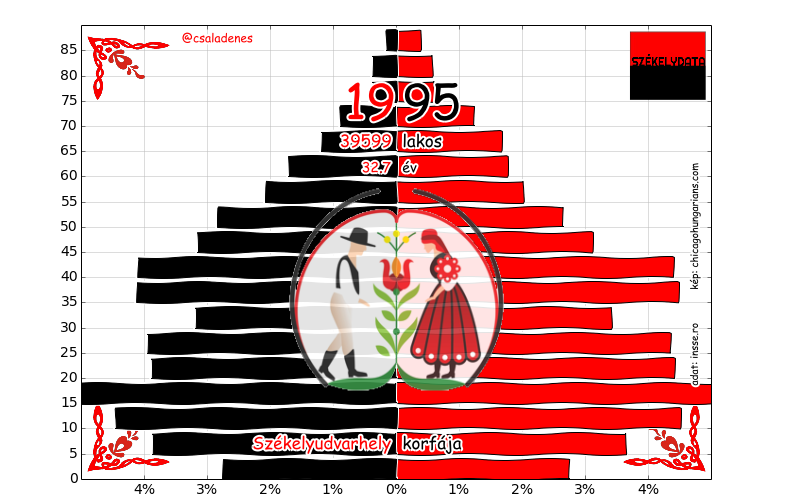 @csaladenes
SZÉKELYDATA
1995
39599 lakos
32.7 év
kép: chicagohungarians.com
adat: insse.ro
Székelyudvarhely korfája
85
80
75
70
65
60
55
50
45
40
35
30
25
20
15
10
5
0
4% 3% 2% 1% 0% 1% 2% 3% 4%